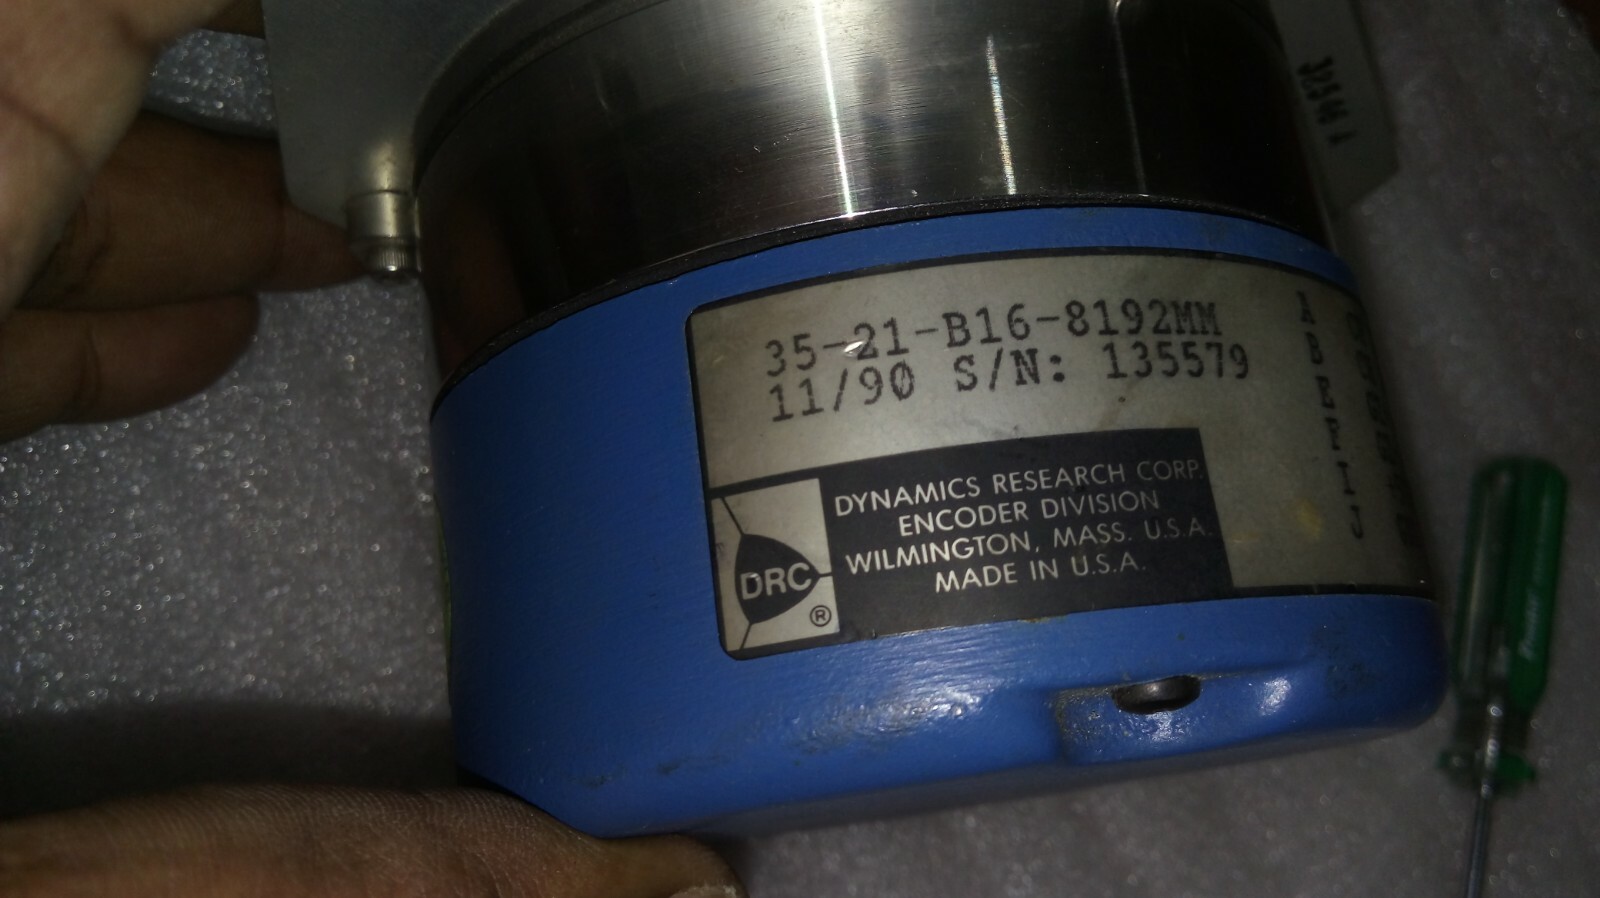 35-21-B16-8192MM
11/90 S/N: 135579
DYNAMICS RESEARCH CORP.
ENCODER DIVISION
WILMINGTON, MASS. U.S.A.
MADE IN U.S.A.
DRC
®
A
B